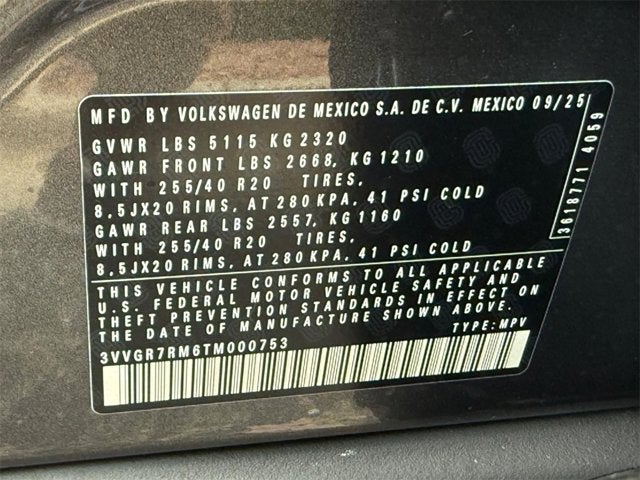 MFD BY VOLKSWAGEN DE MEXICO S.A. DE C.V. MEXICO 09/25
GVWR LBS 5115 KG 2320
GAWR FRONT LBS 2668, KG 1210
WITH 255/40 R20 TIRES,
8.5JX20 RIMS, AT 280 KPA, 41 PSI COLD
GAWR REAR LBS 2557, KG 1160
WITH 255/40 R20 TIRES,
8.5JX20 RIMS, AT 280 KPA, 41 PSI COLD
THIS VEHICLE CONFORMS TO ALL APPLICABLE
U.S. FEDERAL MOTOR VEHICLE SAFETY AND
THEFT PREVENTION STANDARDS IN EFFECT ON
DATE OF MANUFACTURE SHOWN ABOVE.
3VVGR7RM6TM000753 TYPE: MPV
3618771 4059